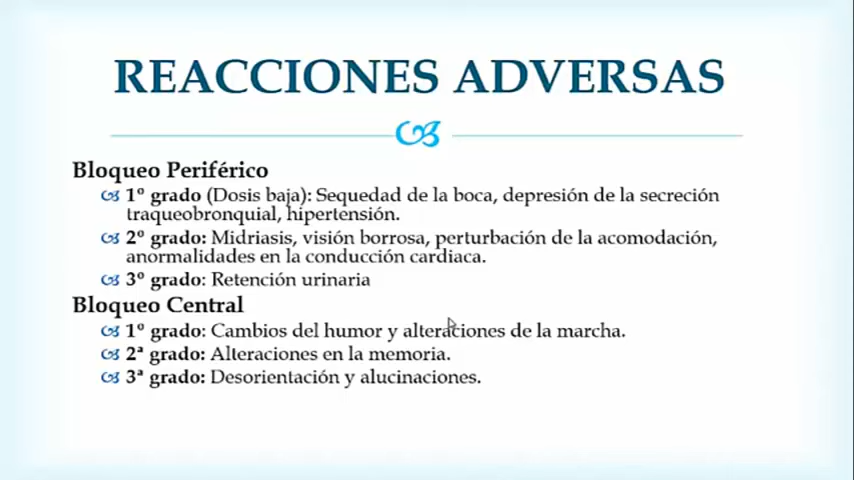 REACCIONES ADVERSAS
Bloqueo Periférico
1º grado (Dosis baja): Sequedad de la boca, depresión de la secreción
traqueobronquial, hipertensión.
2º grado: Midriasis, visión borrosa, perturbación de la acomodación,
anormalidades en la conducción cardiaca.
3º grado: Retención urinaria
Bloqueo Central
1º grado: Cambios del humor y alteraciones de la marcha.
2ª grado: Alteraciones en la memoria.
3ª grado: Desorientación y alucinaciones.